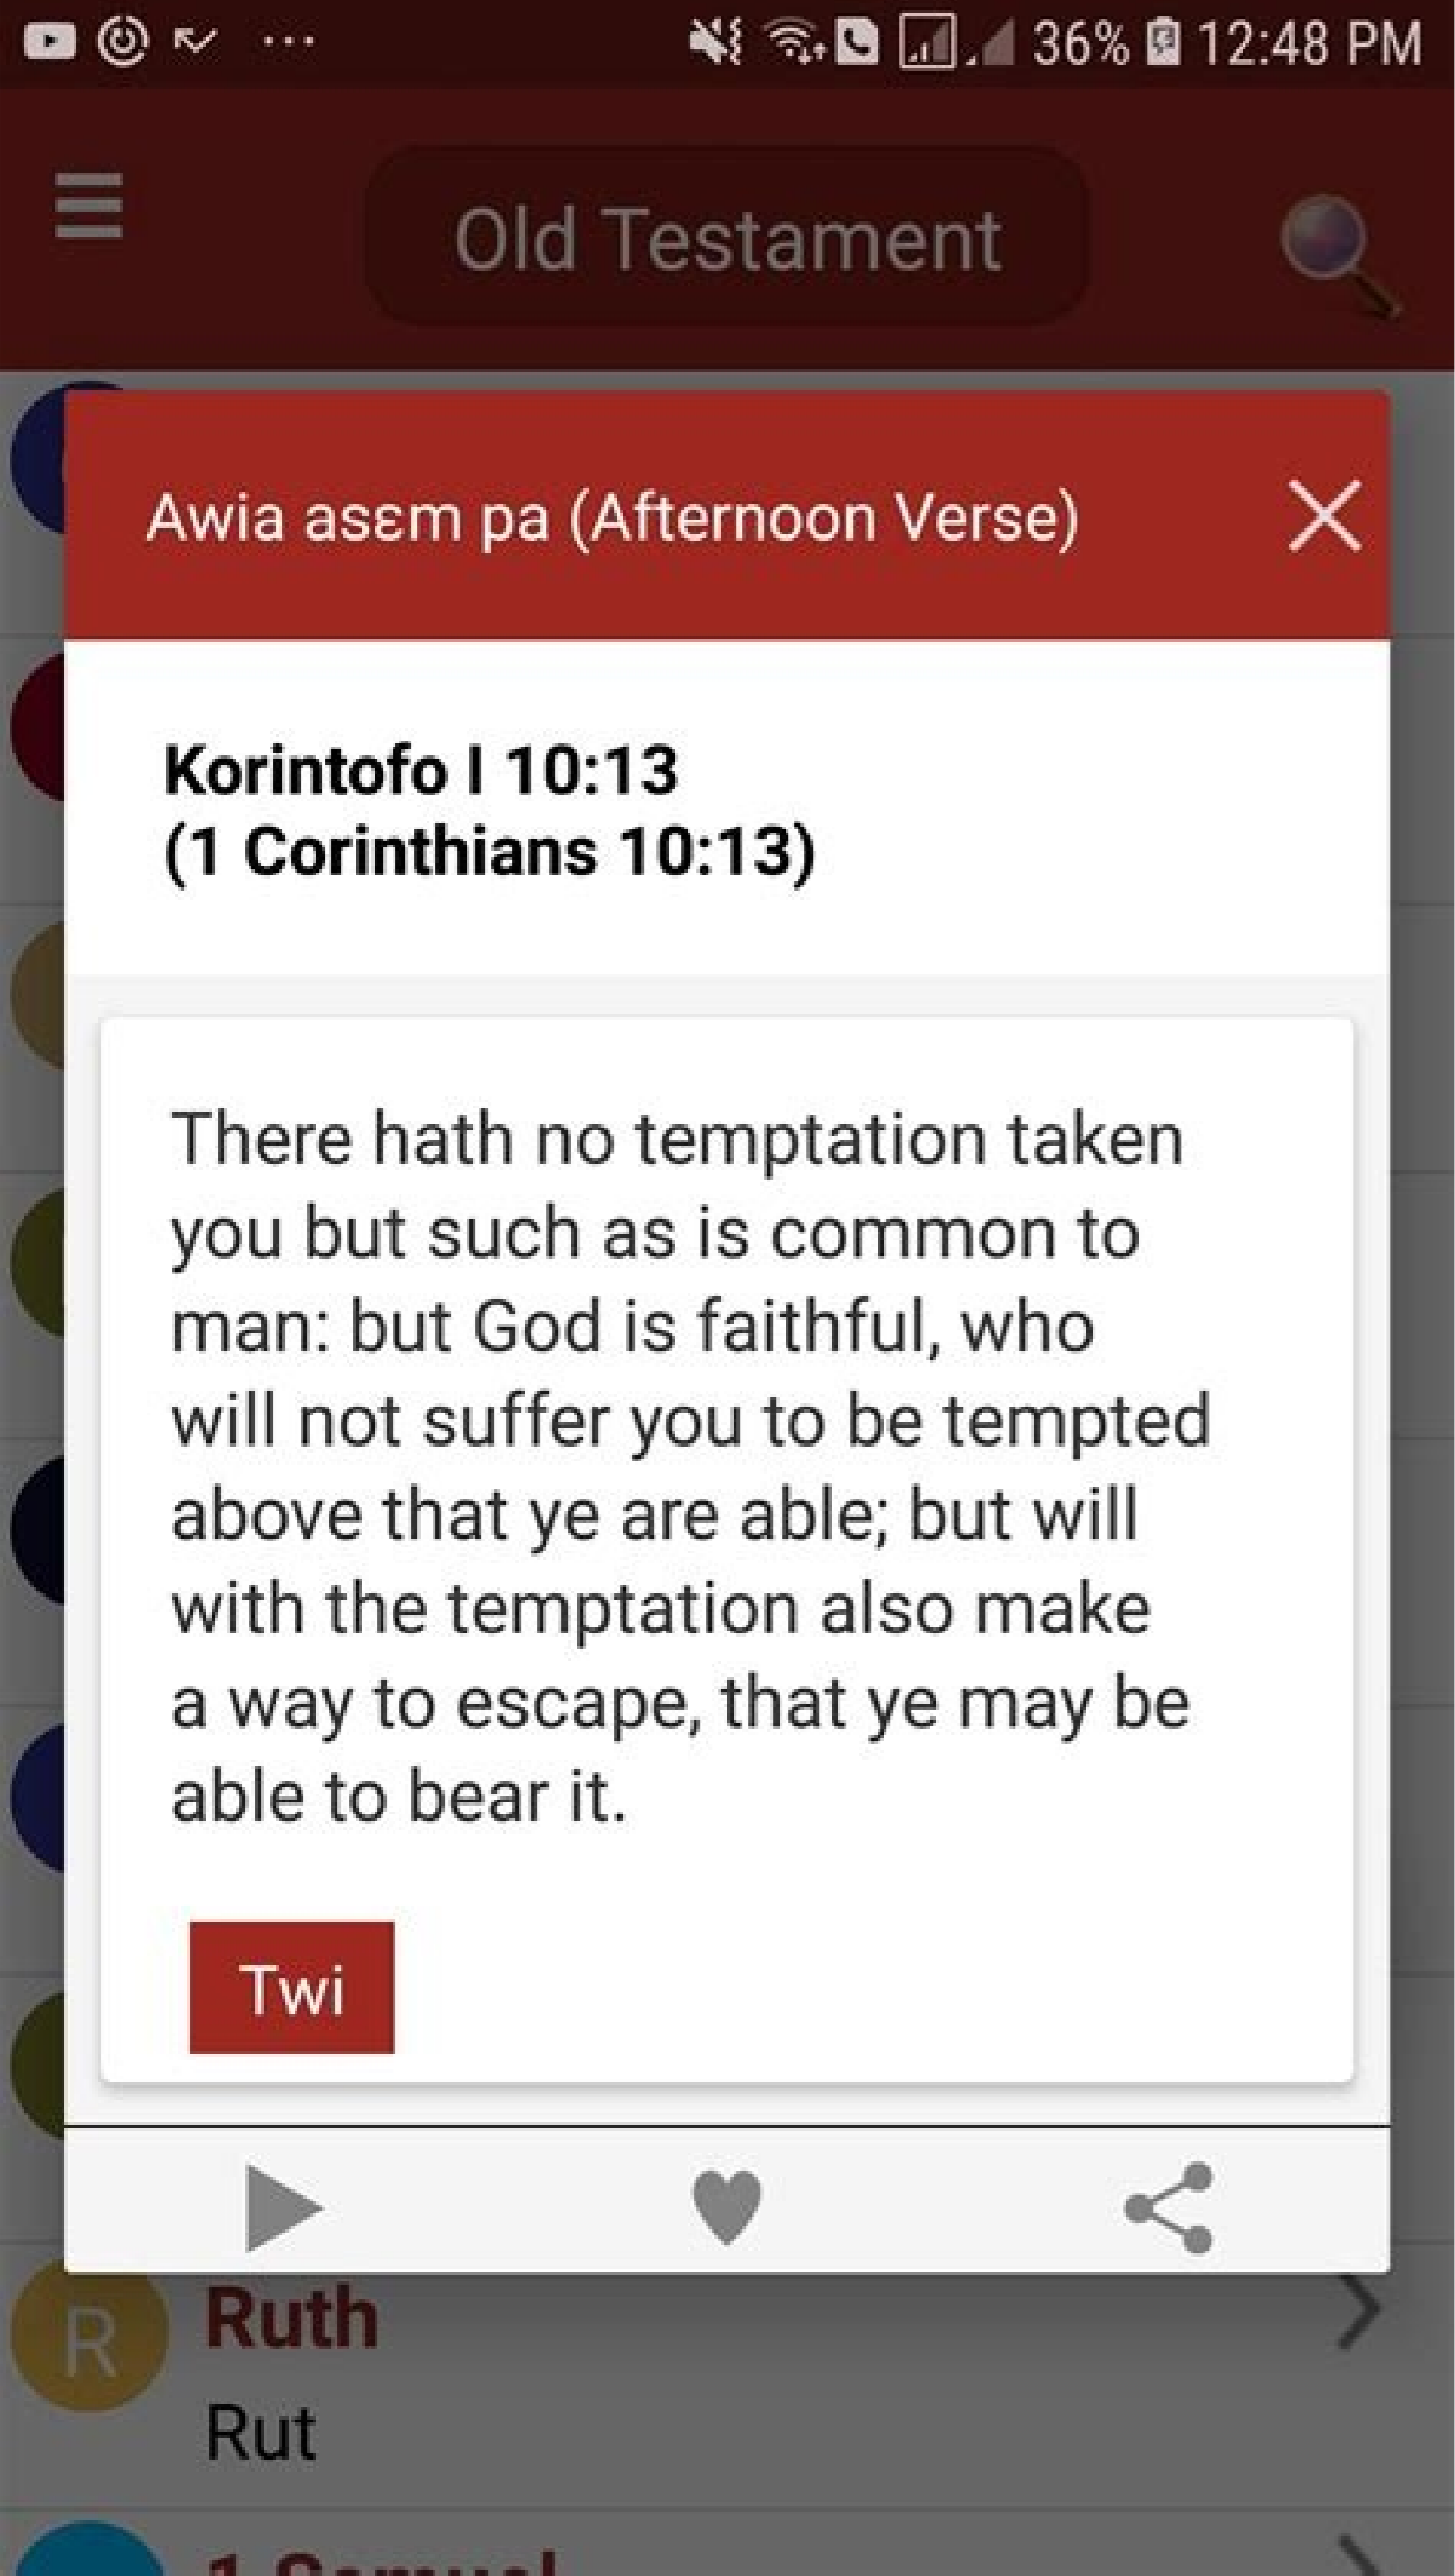 36% 12:48 PM
Old Testament
Awia asɛm pa (Afternoon Verse)
Korintofo I 10:13
(1 Corinthians 10:13)
There hath no temptation taken
you but such as is common to
man: but God is faithful, who
will not suffer you to be tempted
above that ye are able; but will
with the temptation also make
a way to escape, that ye may be
able to bear it.
Twi
R Ruth
Rut
1 Samuel